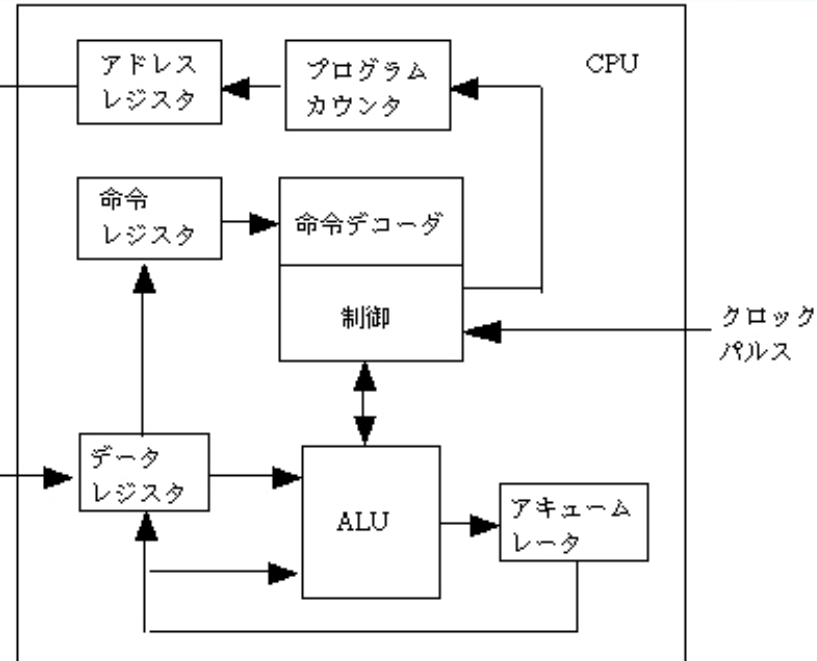 アドレス
レジスタ
プログラム
カウンタ
CPU
命令
レジスタ
命令デコーダ
制御
クロック
パルス
データ
レジスタ
ALU
アキューム
レータ